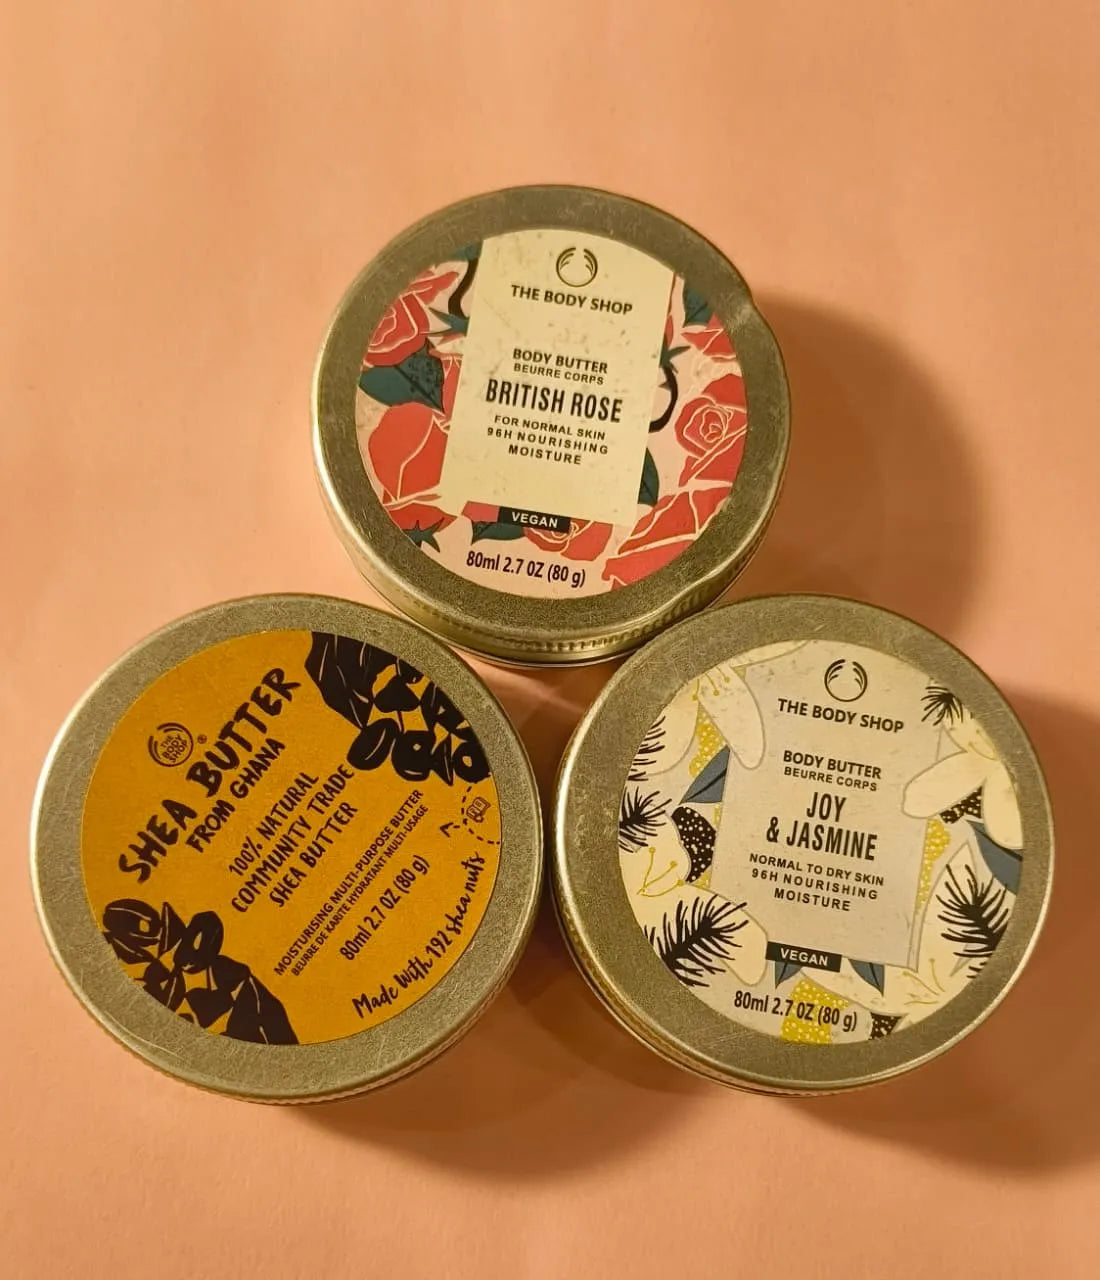 THE BODY SHOP
BODY BUTTER
BEURRE CORPS
BRITISH ROSE
FOR NORMAL SKIN
96H NOURISHING
MOISTURE
VEGAN
80ml 2.7 OZ (80 g)
THE
BODY
SHOP
®
SHEA BUTTER
FROM GHANA
100% NATURAL
COMMUNITY TRADE
SHEA BUTTER
MOISTURISING MULTI-PURPOSE BUTTER
BEURRE DE KARITE HYDRATANT MULTI-USAGE
80ml 2.7 OZ (80 g)
Made With 192 shea nuts
THE BODY SHOP
BODY BUTTER
BEURRE CORPS
JOY
& JASMINE
NORMAL TO DRY SKIN
96H NOURISHING
MOISTURE
VEGAN
80ml 2.7 OZ (80 g)